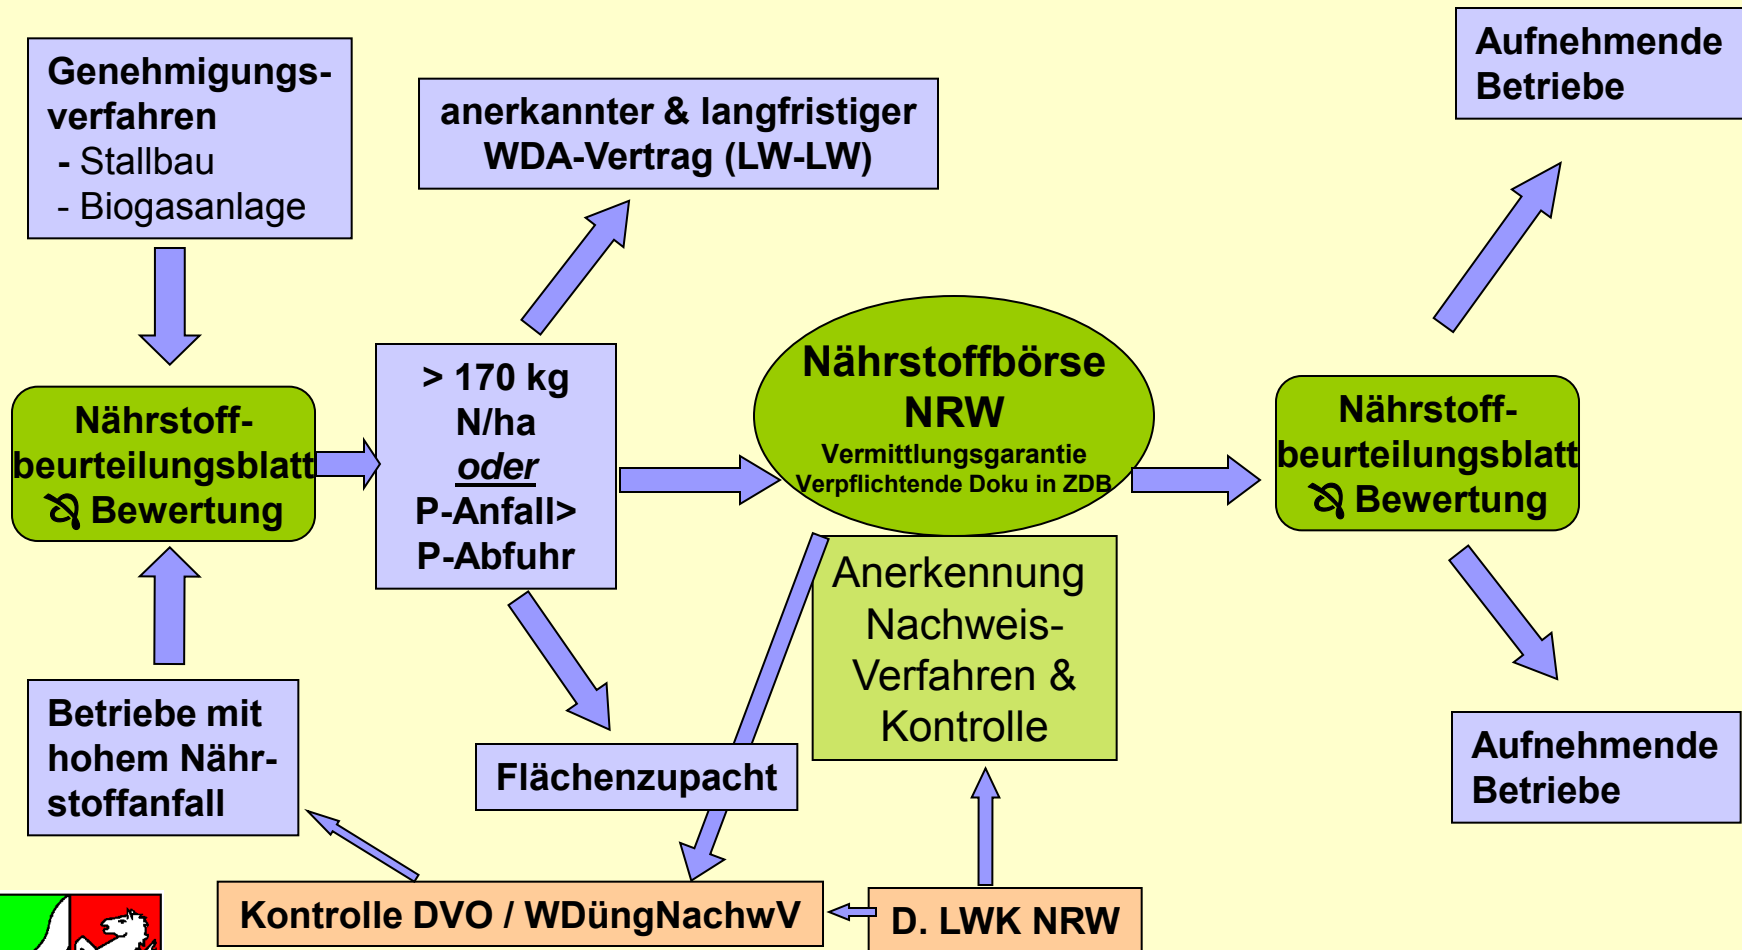 Genehmigungs-
verfahren
- Stallbau
- Biogasanlage
anerkannter & langfristiger
WDA-Vertrag (LW-LW)
Aufnehmende
Betriebe
Nährstoff-
beurteilungsblatt
Bewertung
> 170 kg
N/ha
oder
P-Anfall>
P-Abfuhr
Nährstoffbörse
NRW
Vermittlungsgarantie
Verpflichtende Doku in ZDB
Nährstoff-
beurteilungsblatt
Bewertung
Anerkennung
Nachweis-
Verfahren &
Kontrolle
Betriebe mit
hohem Nähr-
stoffanfall
Flächenzupacht
Aufnehmende
Betriebe
Kontrolle DVO / WDüngNachwV
D. LWK NRW